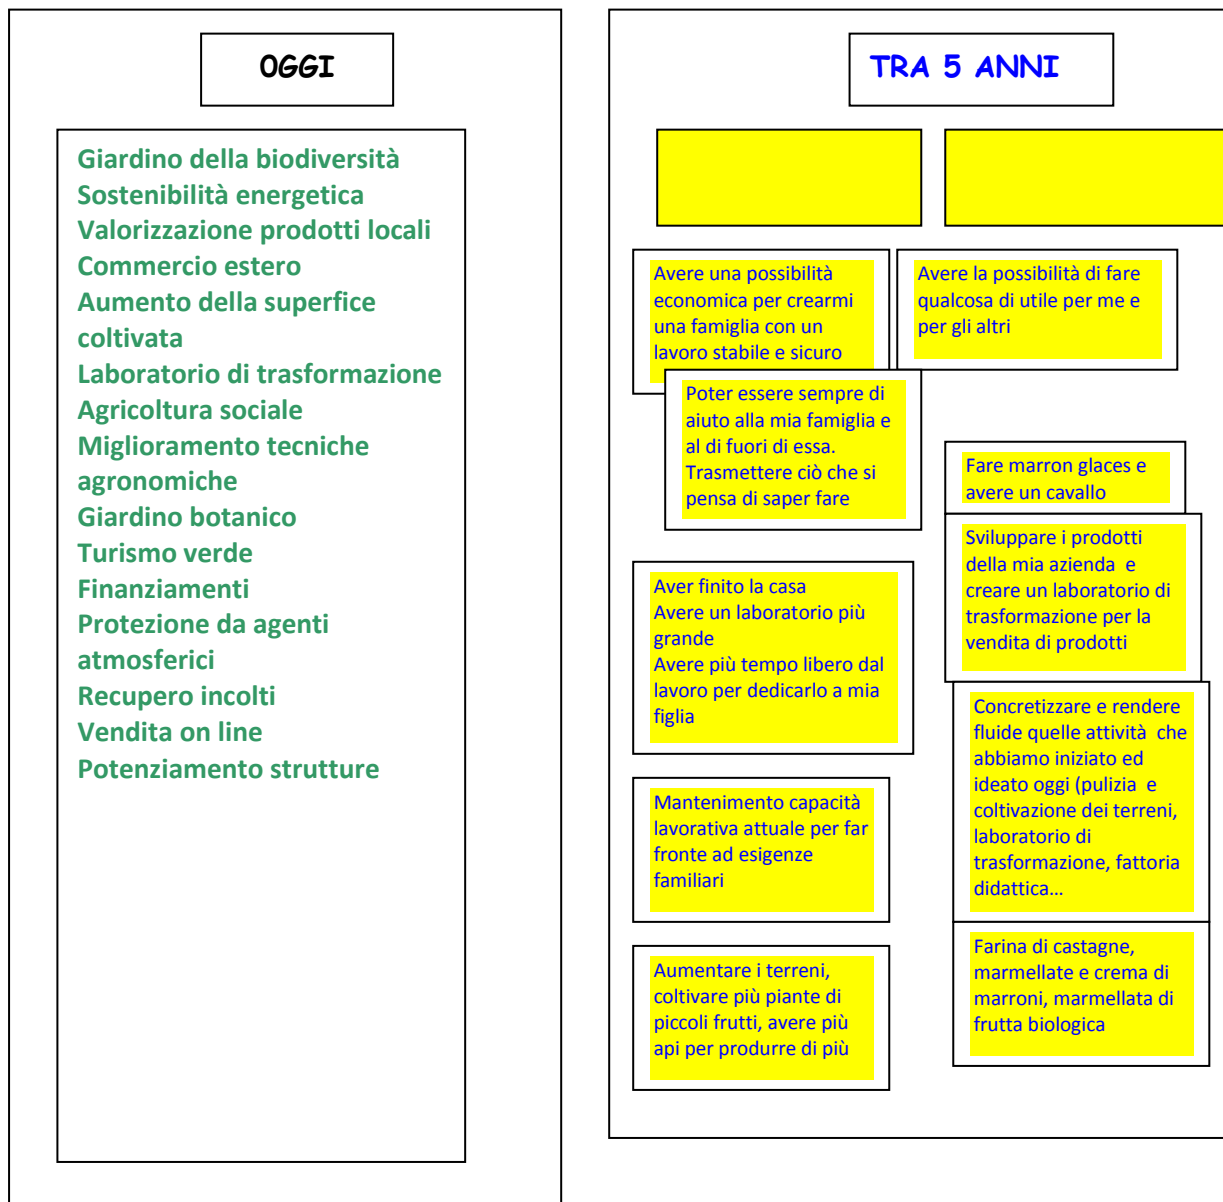 OGGI
Giardino della biodiversità
Sostenibilità energetica
Valorizzazione prodotti locali
Commercio estero
Aumento della superfice
coltivata
Laboratorio di trasformazione
Agricoltura sociale
Miglioramento tecniche
agronomiche
Giardino botanico
Turismo verde
Finanziamenti
Protezione da agenti
atmosferici
Recupero incolti
Vendita on line
Potenziamento strutture
TRA 5 ANNI
Avere una possibilità
economica per crearmi
una famiglia con un
lavoro stabile e sicuro
Avere la possibilità di fare
qualcosa di utile per me e
per gli altri
Poter essere sempre di
aiuto alla mia famiglia e
al di fuori di essa.
Trasmettere ciò che si
pensa di saper fare
Fare marron glaces e
avere un cavallo
Sviluppare i prodotti
della mia azienda e
creare un laboratorio di
trasformazione per la
vendita di prodotti
Aver finito la casa
Avere un laboratorio più
grande
Avere più tempo libero dal
lavoro per dedicarlo a mia
figlia
Concretizzare e rendere
fluide quelle attività che
abbiamo iniziato ed
ideato oggi (pulizia e
coltivazione dei terreni,
laboratorio di
trasformazione, fattoria
didattica…
Mantenimento capacità
lavorativa attuale per far
fronte ad esigenze
familiari
Farina di castagne,
marmellate e crema di
marroni, marmellata di
frutta biologica
Aumentare i terreni,
coltivare più piante di
piccoli frutti, avere più
api per produrre di più